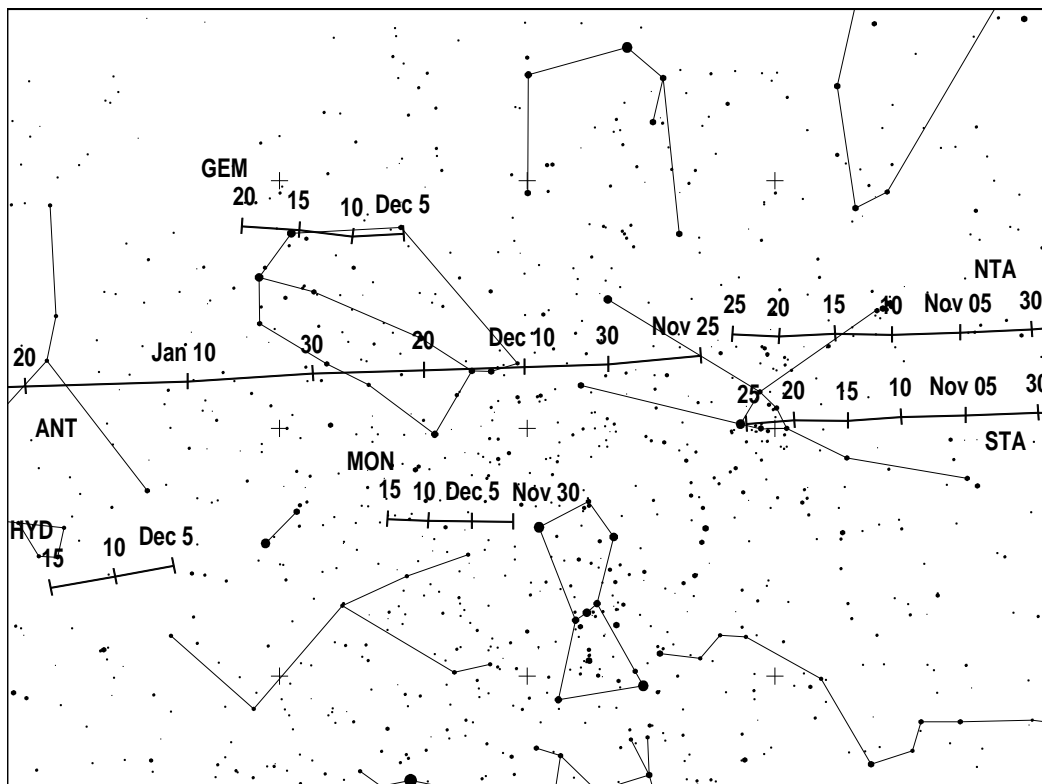 GEM
20 15 10 Dec 5
NTA
25 20 15 10 Nov 05 30
20 Jan 10 30 20 Dec 10 30 Nov 25
25 20 15 10 Nov 05 30
ANT
STA
MON
15 10 Dec 5 Nov 30
HYD
15 10 Dec 5